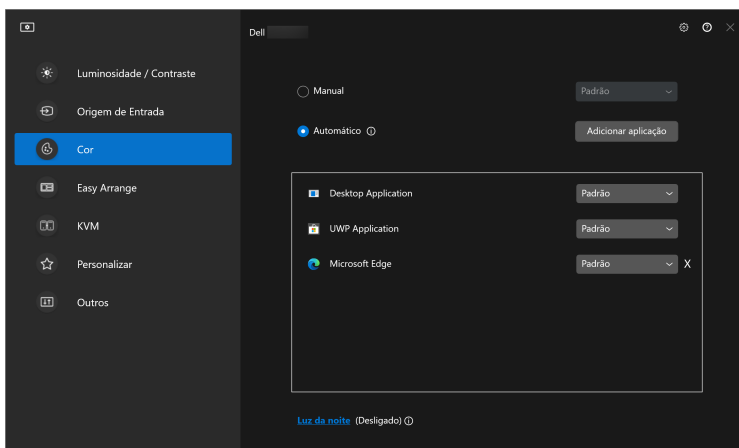 Dell
Luminosidade / Contraste
Origem de Entrada
Cor
Easy Arrange
KVM
Personalizar
Outros
Manual Padrão
Automático Adicionar aplicação
Desktop Application Padrão
UWP Application Padrão
Microsoft Edge Padrão X
Luz da noite (Desligado)